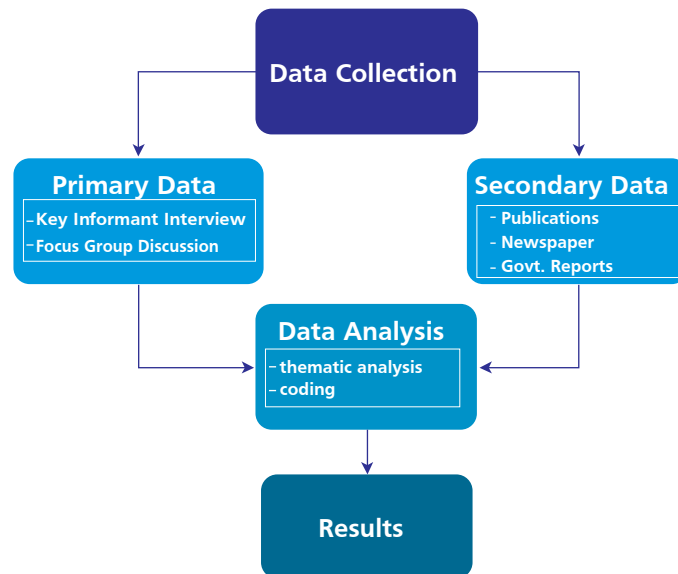 Data Collection
Primary Data
- Key Informant Interview
- Focus Group Discussion
Secondary Data
- Publications
- Newspaper
- Govt. Reports
Data Analysis
- thematic analysis
- coding
Results